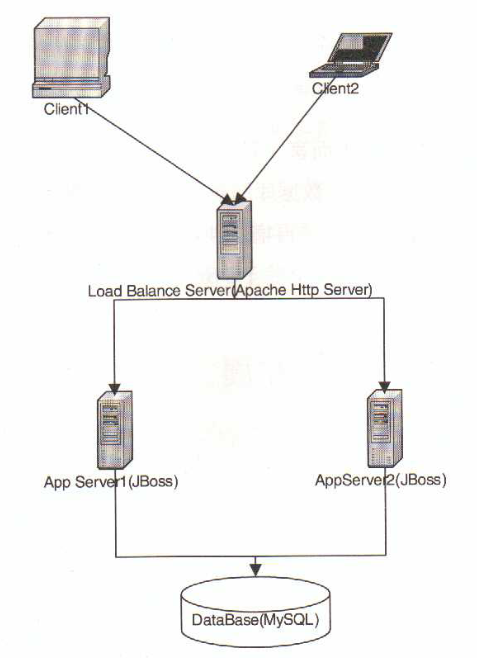 Client1
Client2
Load Balance Server(Apache Http Server)
App Server1(JBoss)
AppServer2(JBoss)
DataBase(MySQL)